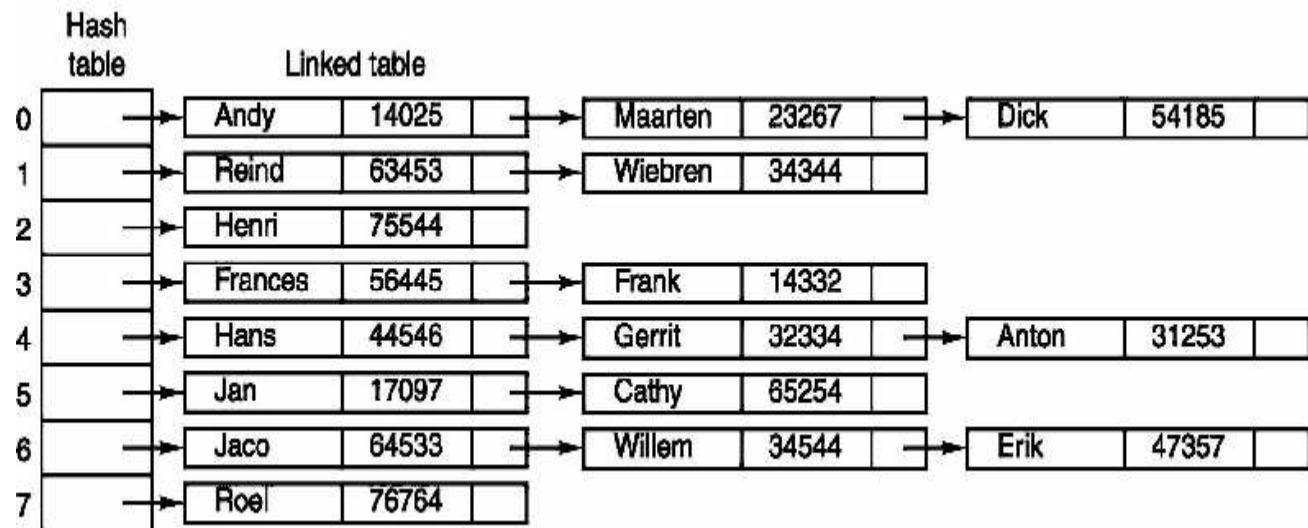 Hash
table
Linked table
0 Andy 14025 Maarten 23267 Dick 54185
1 Reind 63453 Wiebren 34344
2 Henri 75544
3 Frances 56445 Frank 14332
4 Hans 44546 Gerrit 32334 Anton 31253
5 Jan 17097 Cathy 65254
6 Jaco 64533 Willem 34544 Erik 47357
7 Roel 76764